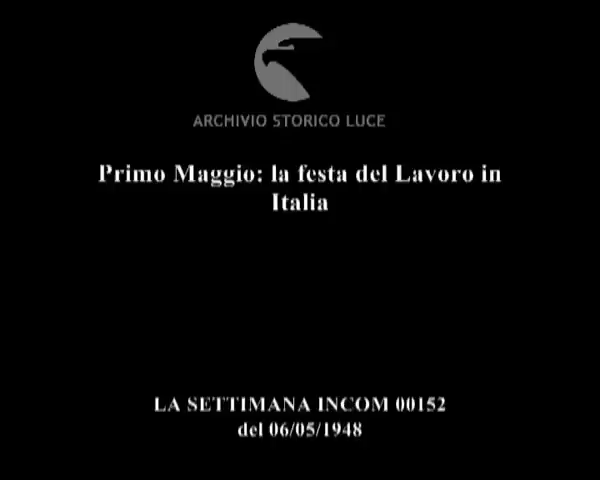 ARCHIVIO STORICO LUCE
Primo Maggio: la festa del Lavoro in
Italia
LA SETTIMANA INCOM 00152
del 06/05/1948